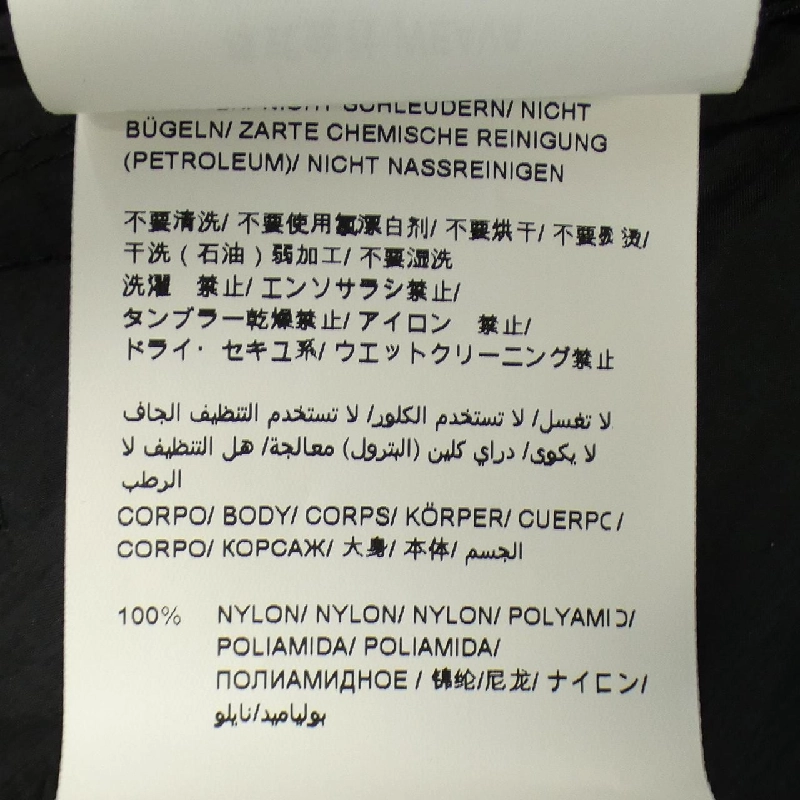 NICHT SCHLEUDERN/ NICHT
BÜGELN/ ZARTE CHEMISCHE REINIGUNG
(PETROLEUM)/ NICHT NASSREINIGEN
不要清洗/ 不要使用氯漂白剂/ 不要烘干/ 不要熨烫/
干洗 ( 石油 ) 弱加工/ 不要湿洗
洗濯 禁止/ エンソサラシ禁止/
タンブラー乾燥禁止/ アイロン 禁止/
ドライ・ セキユ系/ ウエットクリーニング禁止
لا تغسل/ لا تستخدم الكلور/ لا تستخدم التنظيف الجاف
لا يكوى/ دراي كلين (البترول) معالجة/ هل التنظيف لا
الرطب
CORPO/ BODY/ CORPS/ KÖRPER/ CUERPO/
CORPO/ КОРСАЖ/ 大身/ 本体/ الجسم
100% NYLON/ NYLON/ NYLON/ POLYAMID/
POLIAMIDA/ POLIAMIDA/
ПОЛИАМИДНОЕ / 锦纶/尼龙/ ナイロン/
بولياميد/نايلو